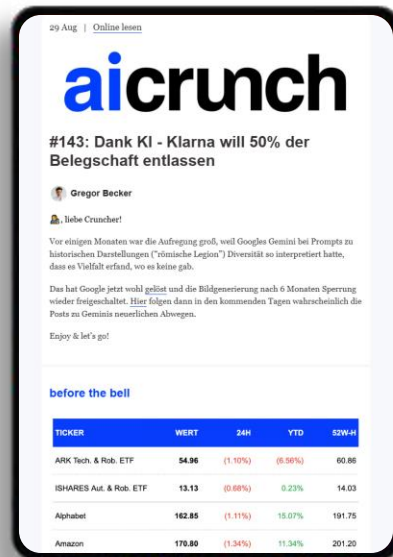 29 Aug | Online lesen
aicrunch
#143: Dank KI - Klarna will 50% der
Belegschaft entlassen
Gregor Becker
, liebe Cruncher!
Vor einigen Monaten war die Aufregung groß, weil Googles Gemini bei Prompts zu
historischen Darstellungen ("römische Legion") Diversität so interpretiert hatte,
dass es Vielfalt erfand, wo es keine gab.
Das hat Google jetzt wohl gelöst und die Bildgenerierung nach 6 Monaten Sperrung
wieder freigeschaltet. Hier folgen dann in den kommenden Tagen wahrscheinlich die
Posts zu Geminis neuerlichen Abwegen.
Enjoy & let's go!
before the bell
TICKER WERT 24H YTD 52W-H
ARK Tech. & Rob. ETF 54.96 (1.10%) (6.56%) 60.86
ISHARES Aut. & Rob. ETF 13.13 (0.68%) 0.23% 14.03
Alphabet 162.85 (1.11%) 15.07% 191.75
Amazon 170.80 (1.34%) 11.34% 201.20